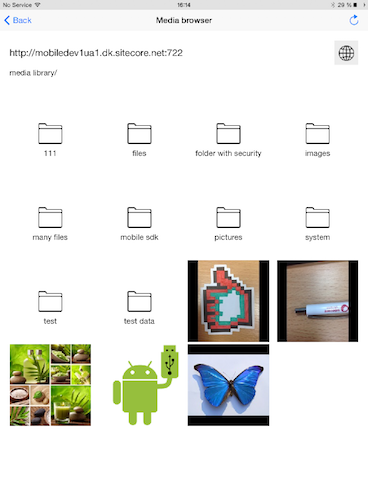 No Service 16:14 29 %
Back Media browser
http://mobiledev1ua1.dk.sitecore.net:722
media library/
111 files folder with security images
many files mobile sdk pictures system
test test data